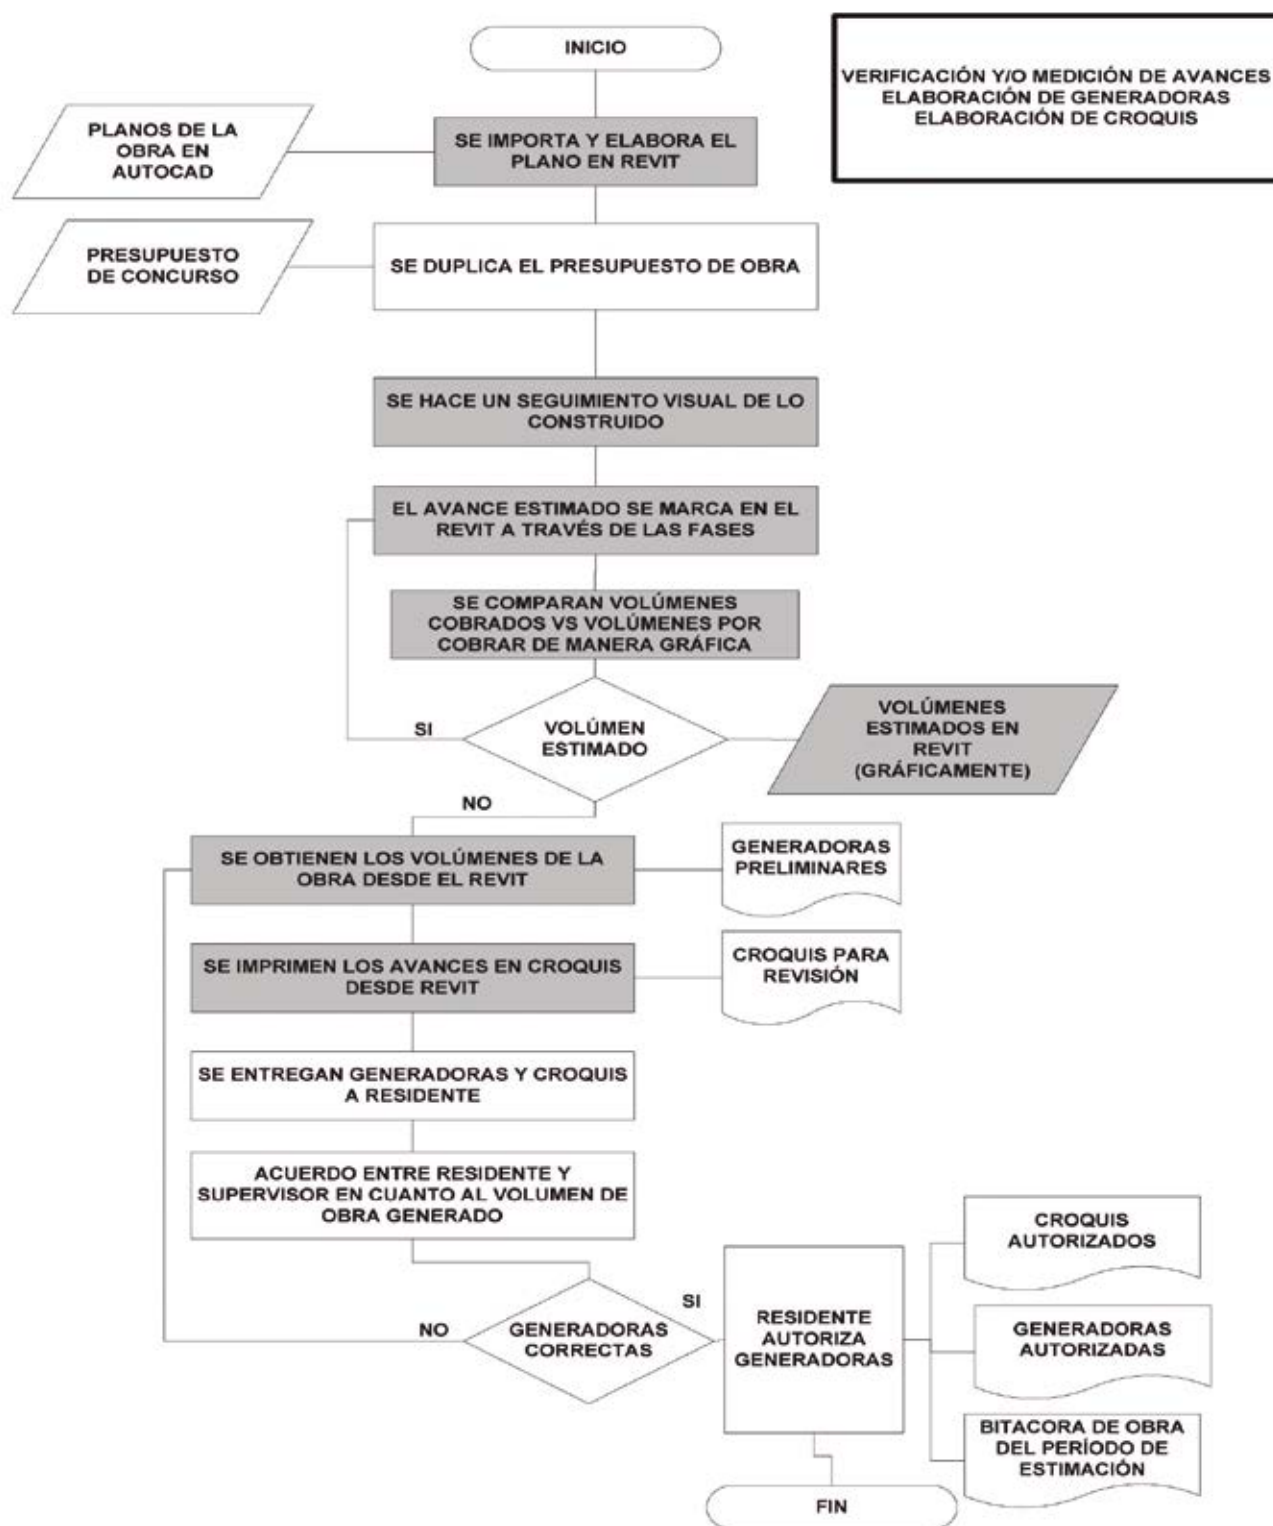 INICIO
VERIFICACIÓN Y/O MEDICIÓN DE AVANCES
ELABORACIÓN DE GENERADORAS
ELABORACIÓN DE CROQUIS
PLANOS DE LA
OBRA EN
AUTOCAD
SE IMPORTA Y ELABORA EL
PLANO EN REVIT
PRESUPUESTO
DE CONCURSO
SE DUPLICA EL PRESUPUESTO DE OBRA
SE HACE UN SEGUIMIENTO VISUAL DE LO
CONSTRUIDO
EL AVANCE ESTIMADO SE MARCA EN EL
REVIT A TRAVÉS DE LAS FASES
SE COMPARAN VOLÚMENES
COBRADOS VS VOLÚMENES POR
COBRAR DE MANERA GRÁFICA
SI
VOLÚMEN
ESTIMADO
VOLÚMENES
ESTIMADOS EN
REVIT
(GRÁFICAMENTE)
NO
SE OBTIENEN LOS VOLÚMENES DE LA
OBRA DESDE EL REVIT
GENERADORAS
PRELIMINARES
SE IMPRIMEN LOS AVANCES EN CROQUIS
DESDE REVIT
CROQUIS PARA
REVISIÓN
SE ENTREGAN GENERADORAS Y CROQUIS
A RESIDENTE
ACUERDO ENTRE RESIDENTE Y
SUPERVISOR EN CUANTO AL VOLUMEN DE
OBRA GENERADO
NO
GENERADORAS
CORRECTAS
SI
RESIDENTE
AUTORIZA
GENERADORAS
CROQUIS
AUTORIZADOS
GENERADORAS
AUTORIZADAS
BITACORA DE OBRA
DEL PERÍODO DE
ESTIMACIÓN
FIN